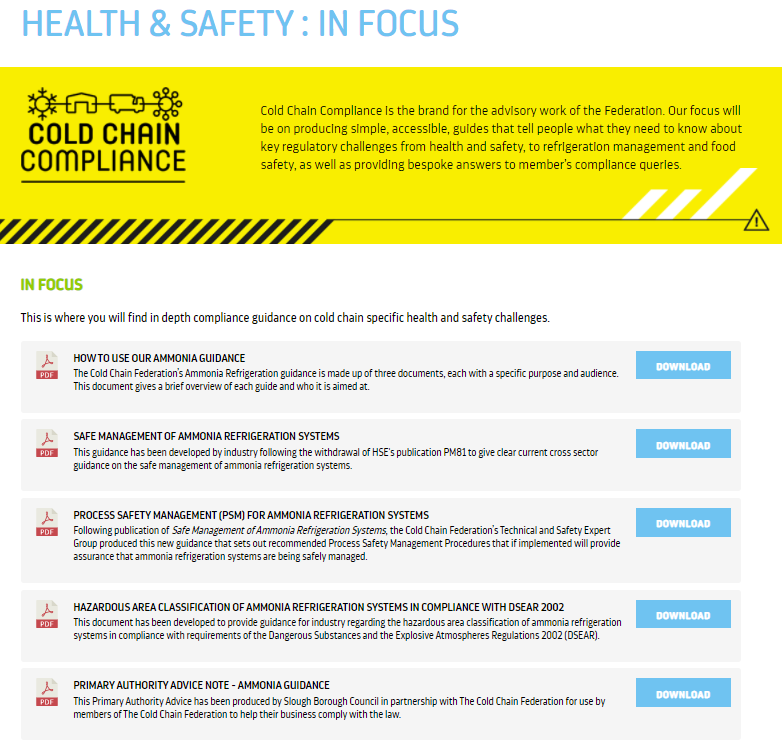 HEALTH & SAFETY : IN FOCUS
COLD CHAIN
COMPLIANCE
Cold Chain Compliance is the brand for the advisory work of the Federation. Our focus will
be on producing simple, accessible, guides that tell people what they need to know about
key regulatory challenges from health and safety, to refrigeration management and food
safety, as well as providing bespoke answers to member's compliance queries.
IN FOCUS
This is where you will find in depth compliance guidance on cold chain specific health and safety challenges.
PDF
HOW TO USE OUR AMMONIA GUIDANCE
The Cold Chain Federation's Ammonia Refrigeration guidance is made up of three documents, each with a specific purpose and audience.
This document gives a brief overview of each guide and who it is aimed at.
DOWNLOAD
PDF
SAFE MANAGEMENT OF AMMONIA REFRIGERATION SYSTEMS
This guidance has been developed by industry following the withdrawal of HSE's publication PM81 to give clear current cross sector
guidance on the safe management of ammonia refrigeration systems.
DOWNLOAD
PDF
PROCESS SAFETY MANAGEMENT (PSM) FOR AMMONIA REFRIGERATION SYSTEMS
Following publication of Safe Management of Ammonia Refrigeration Systems, the Cold Chain Federation's Technical and Safety Expert
Group produced this new guidance that sets out recommended Process Safety Management Procedures that if implemented will provide
assurance that ammonia refrigeration systems are being safely managed.
DOWNLOAD
PDF
HAZARDOUS AREA CLASSIFICATION OF AMMONIA REFRIGERATION SYSTEMS IN COMPLIANCE WITH DSEAR 2002
This document has been developed to provide guidance for industry regarding the hazardous area classification of ammonia refrigeration
systems in compliance with requirements of the Dangerous Substances and the Explosive Atmospheres Regulations 2002 (DSEAR).
DOWNLOAD
PDF
PRIMARY AUTHORITY ADVICE NOTE - AMMONIA GUIDANCE
This Primary Authority Advice has been produced by Slough Borough Council in partnership with The Cold Chain Federation for use by
members of The Cold Chain Federation to help their business comply with the law.
DOWNLOAD